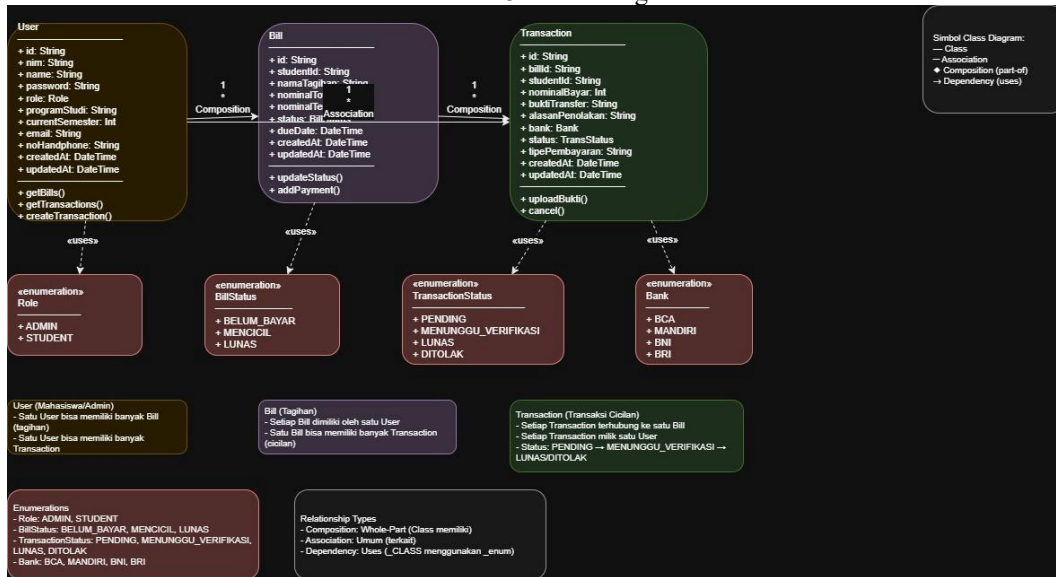 User
+ id: String
+ nim: String
+ name: String
+ password: String
+ role: Role
+ programStudi: String
+ currentSemester: Int
+ email: String
+ noHandphone: String
+ createdAt: DateTime
+ updatedAt: DateTime
+ getBills()
+ getTransactions()
+ createTransaction()
1
*
Composition
Bill
+ id: String
+ studentId: String
+ namaTagihan: String
+ nominalTo
+ nominalTe
+ status:
+ dueDate: DateTime
+ createdAt: DateTime
+ updatedAt: DateTime
+ updateStatus()
+ addPayment()
1
*
Association
1
*
Composition
Transaction
+ id: String
+ billId: String
+ studentId: String
+ nominalBayar: Int
+ buktiTransfer: String
+ alasanPenolakan: String
+ bank: Bank
+ status: TransStatus
+ tipePembayaran: String
+ createdAt: DateTime
+ updatedAt: DateTime
+ uploadBukti()
+ cancel()
Simbol Class Diagram:
— Class
─ Association
◆ Composition (part-of)
→ Dependency (uses)
«uses»
«uses»
«uses»
«uses»
«enumeration»
Role
+ ADMIN
+ STUDENT
«enumeration»
BillStatus
+ BELUM_BAYAR
+ MENCICIL
+ LUNAS
«enumeration»
TransactionStatus
+ PENDING
+ MENUNGGU_VERIFIKASI
+ LUNAS
+ DITOLAK
«enumeration»
Bank
+ BCA
+ MANDIRI
+ BNI
+ BRI
User (Mahasiswa/Admin)
- Satu User bisa memiliki banyak Bill
(tagihan)
- Satu User bisa memiliki banyak
Transaction
Bill (Tagihan)
- Setiap Bill dimiliki oleh satu User
- Satu Bill bisa memiliki banyak Transaction
(cicilan)
Transaction (Transaksi Cicilan)
- Setiap Transaction terhubung ke satu Bill
- Setiap Transaction milik satu User
- Status: PENDING → MENUNGGU_VERIFIKASI →
LUNAS/DITOLAK
Enumerations
- Role: ADMIN, STUDENT
- BillStatus: BELUM_BAYAR, MENCICIL, LUNAS
- TransactionStatus: PENDING, MENUNGGU_VERIFIKASI,
LUNAS, DITOLAK
- Bank: BCA, MANDIRI, BNI, BRI
Relationship Types
- Composition: Whole-Part (Class memiliki)
- Association: Umum (terkait)
- Dependency: Uses (_CLASS menggunakan _enum)